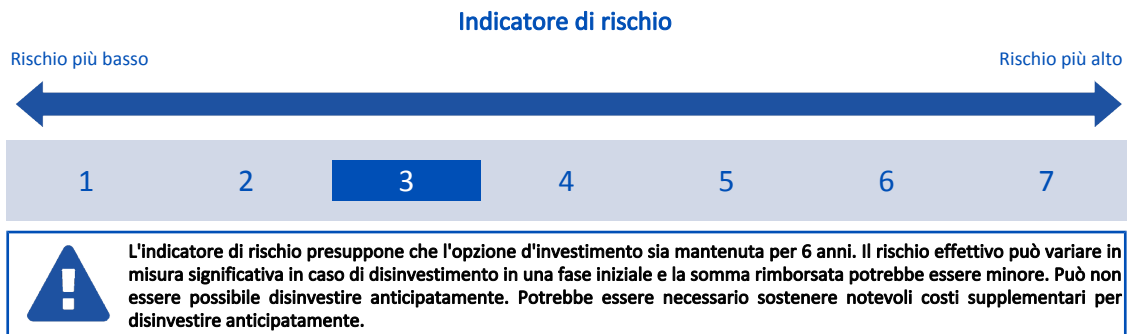 Indicatore di rischio
Rischio più basso
Rischio più alto
1 2 3 4 5 6 7
L'indicatore di rischio presuppone che l'opzione d'investimento sia mantenuta per 6 anni. Il rischio effettivo può variare in
misura significativa in caso di disinvestimento in una fase iniziale e la somma rimborsata potrebbe essere minore. Può non
essere possibile disinvestire anticipatamente. Potrebbe essere necessario sostenere notevoli costi supplementari per
disinvestire anticipatamente.